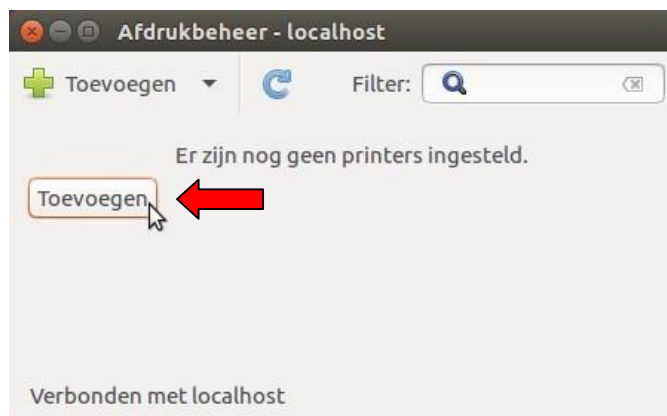 Afdrukbeheer - localhost
Toevoegen Filter:
Er zijn nog geen printers ingesteld.
Toevoegen
Verbonden met localhost